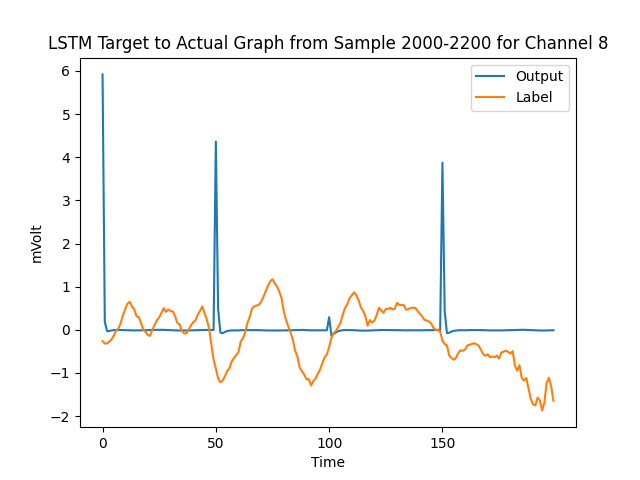 LSTM Target to Actual Graph from Sample 2000-2200 for Channel 8
Output
Label
6
5
4
3
2
1
0
−1
−2
mVolt
0 50 100 150
Time